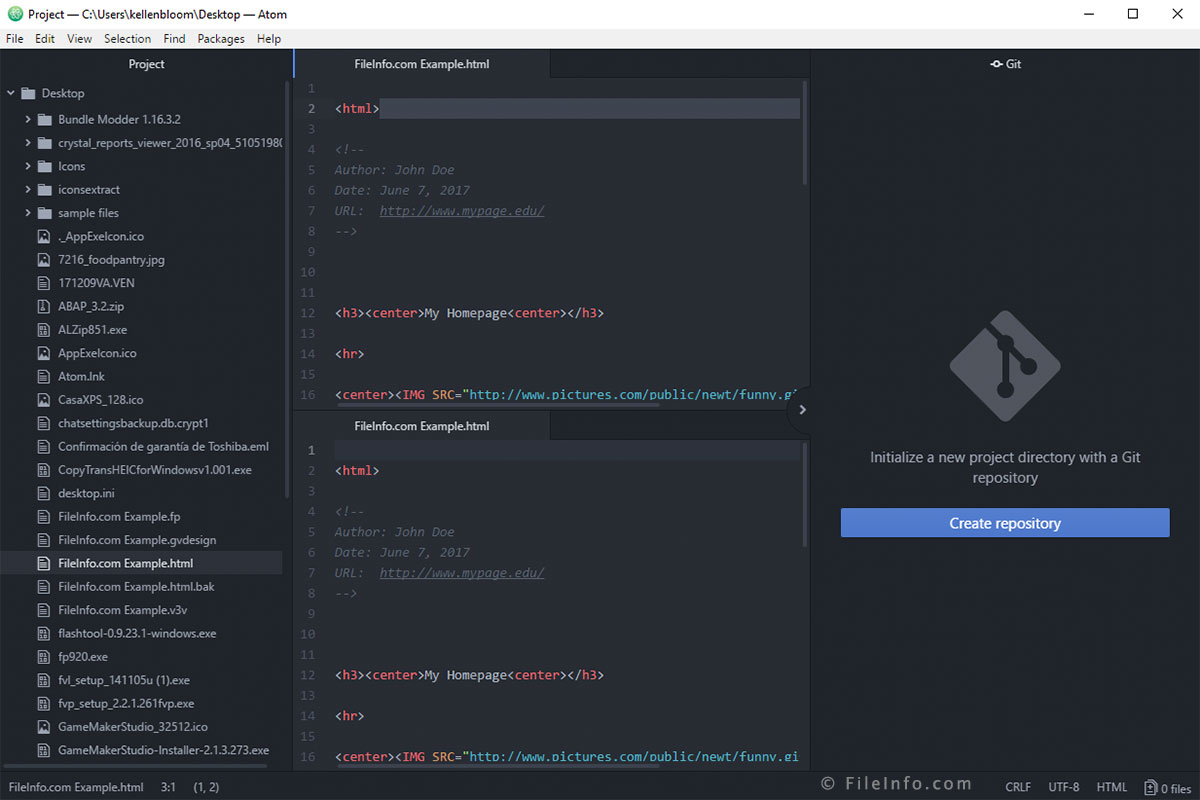 Project — C:\Users\kellenbloom\Desktop — Atom
File Edit View Selection Find Packages Help
Project
Desktop
Bundle Modder 1.16.3.2
crystal_reports_viewer_2016_sp04_5105198
Icons
iconsextract
sample files
._AppExeIcon.ico
7216_foodpantry.jpg
171209VA.VEN
ABAP_3.2.zip
ALZip851.exe
AppExeIcon.ico
Atom.lnk
CasaXPS_128.ico
chatsettingsbackup.db.crypt1
Confirmación de garantía de Toshiba.eml
CopyTransHEICforWindowsv1.001.exe
desktop.ini
FileInfo.com Example.fp
FileInfo.com Example.gvdesign
FileInfo.com Example.html
FileInfo.com Example.html.bak
FileInfo.com Example.v3v
flashtool-0.9.23.1-windows.exe
fp920.exe
fvl_setup_141105u (1).exe
fvp_setup_2.2.1.261fvp.exe
GameMakerStudio_32512.ico
GameMakerStudio-Installer-2.1.3.273.exe
FileInfo.com Example.html
1
2 <html>
3
4 <!--
5 Author: John Doe
6 Date: June 7, 2017
7 URL:  http://www.mypage.edu/
8 -->
9
10
11
12 <h3><center>My Homepage<center></h3>
13
14 <hr>
15
16 <center><IMG SRC="http://www.pictures.com/public/newt/funny.gi
FileInfo.com Example.html
1
2 <html>
3
4 <!--
5 Author: John Doe
6 Date: June 7, 2017
7 URL:  http://www.mypage.edu/
8 -->
9
10
11
12 <h3><center>My Homepage<center></h3>
13
14 <hr>
15
16 <center><IMG SRC="http://www.pictures.com/public/newt/funny.gi
Git
Initialize a new project directory with a Git
repository
Create repository
FileInfo.com Example.html 3:1 (1, 2)
© FileInfo.com
CRLF UTF-8 HTML 0 files